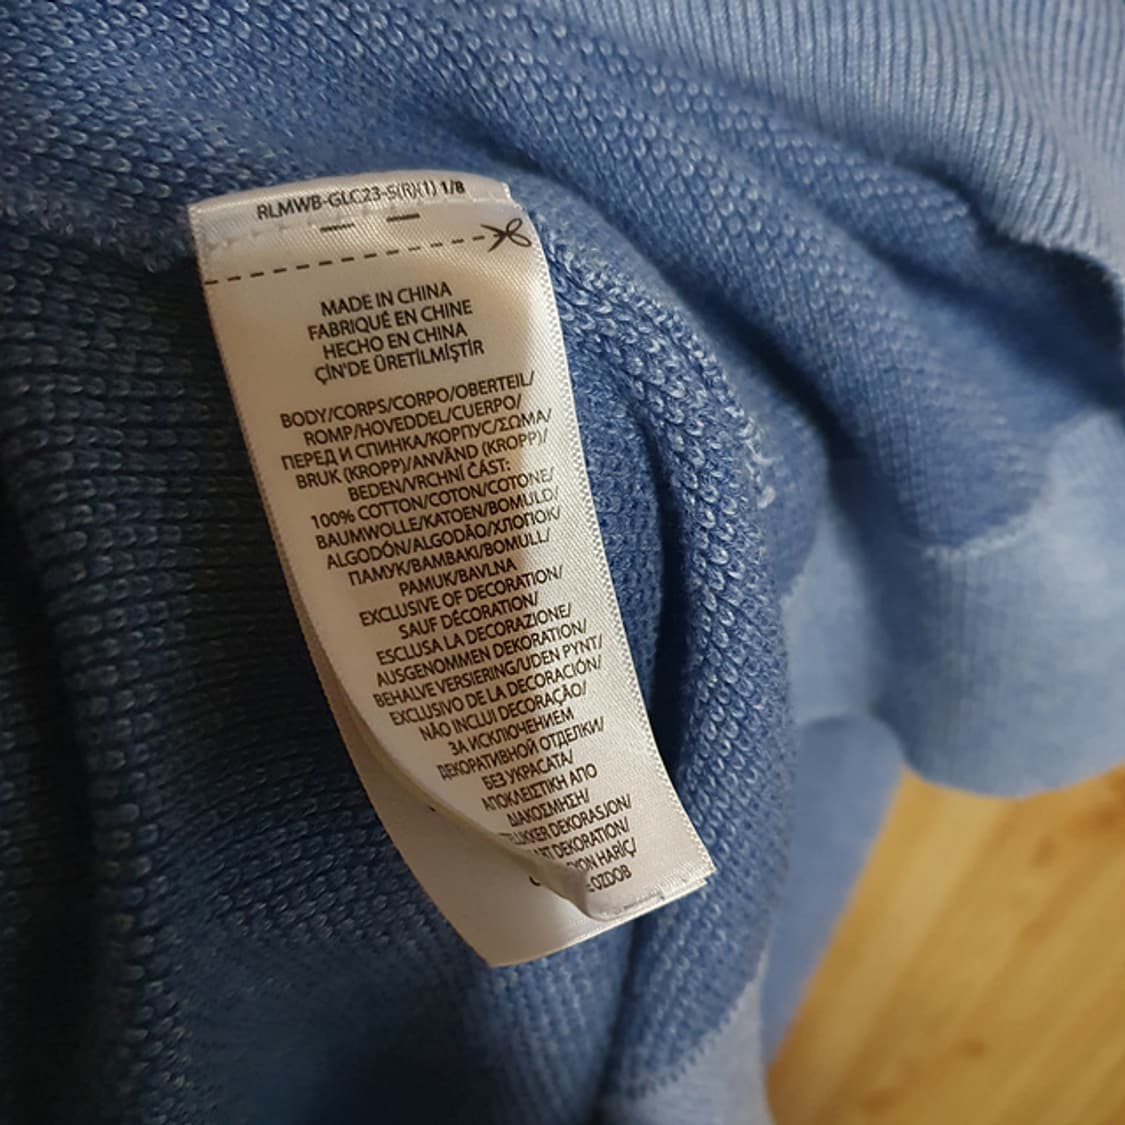 RLMWB-GLC23-S(R)(1) 1/8
MADE IN CHINA
FABRIQUÉ EN CHINE
HECHO EN CHINA
ÇİN'DE ÜRETİLMİŞTİR
BODY/CORPS/CORPO/OBERTEIL/
ROMP/HOVEDDEL/CUERPO/
ПЕРЕД И СПИНКА/КОРПУС/ΣΩΜΑ/
BRUK (KROPP)/ANVÄND (KROPP)/
BEDEN/VRCHNÍ ČÁST:
100% COTTON/COTON/COTONE/
BAUMWOLLE/KATOEN/BOMULD/
ALGODÓN/ALGODÃO/ХЛОПОК/
ПАМУК/ΒΑΜΒΑΚΙ/BOMULL/
PAMUK/BAVLNA
EXCLUSIVE OF DECORATION/
SAUF DÉCORATION/
ESCLUSA LA DECORAZIONE/
AUSGENOMMEN DEKORATION/
BEHALVE VERSIERING/UDEN PYNT/
EXCLUSIVO DE LA DECORACIÓN/
NÃO INCLUI DECORAÇÃO/
ЗА ИСКЛЮЧЕНИЕМ
ДЕКОРАТИВНОЙ ОТДЕЛКИ/
БЕЗ УКРАСАТА/
ΑΠΟΚΛΕΙΣΤΙΚΗ ΑΠΟ
ΔΙΑΚΟΣΜΗΣΗ/
DEKORASJON/
DEKORATION/
HARİÇ/
OZDOB